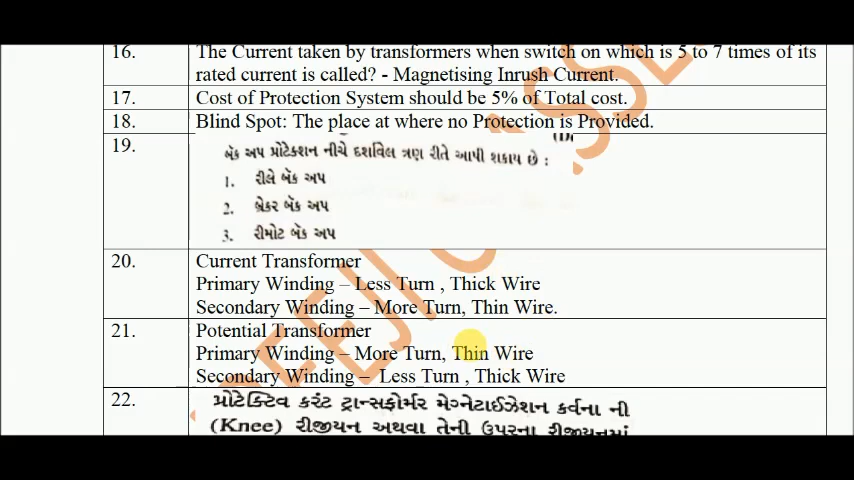 16. The Current taken by transformers when switch on which is 5 to 7 times of its
rated current is called? - Magnetising Inrush Current.
17. Cost of Protection System should be 5% of Total cost.
18. Blind Spot: The place at where no Protection is Provided.
19. બૅક અપ પ્રોટેક્શન નીચે દર્શાવેલ ત્રણ રીતે આપી શકાય છે :
1. રીલે બૅક અપ
2. બ્રેકર બૅક અપ
3. રીમોટ બૅક અપ
20. Current Transformer
Primary Winding – Less Turn , Thick Wire
Secondary Winding – More Turn, Thin Wire.
21. Potential Transformer
Primary Winding – More Turn, Thin Wire
Secondary Winding – Less Turn , Thick Wire
22. પ્રોટેક્ટિવ કરંટ ટ્રાન્સફોર્મર મેગ્નેટાઈઝેશન કર્વના ની
(Knee) રીજીયન અથવા તેની ઉપરના રીજીયનમાં